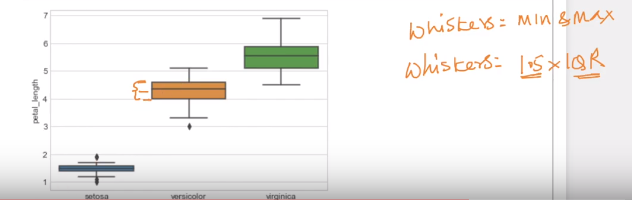 Whiskers = MIN & MAX
Whiskers = 1.5 × IQR
7
6
5
4
3
2
1
petal_length
setosa
versicolor
virginica